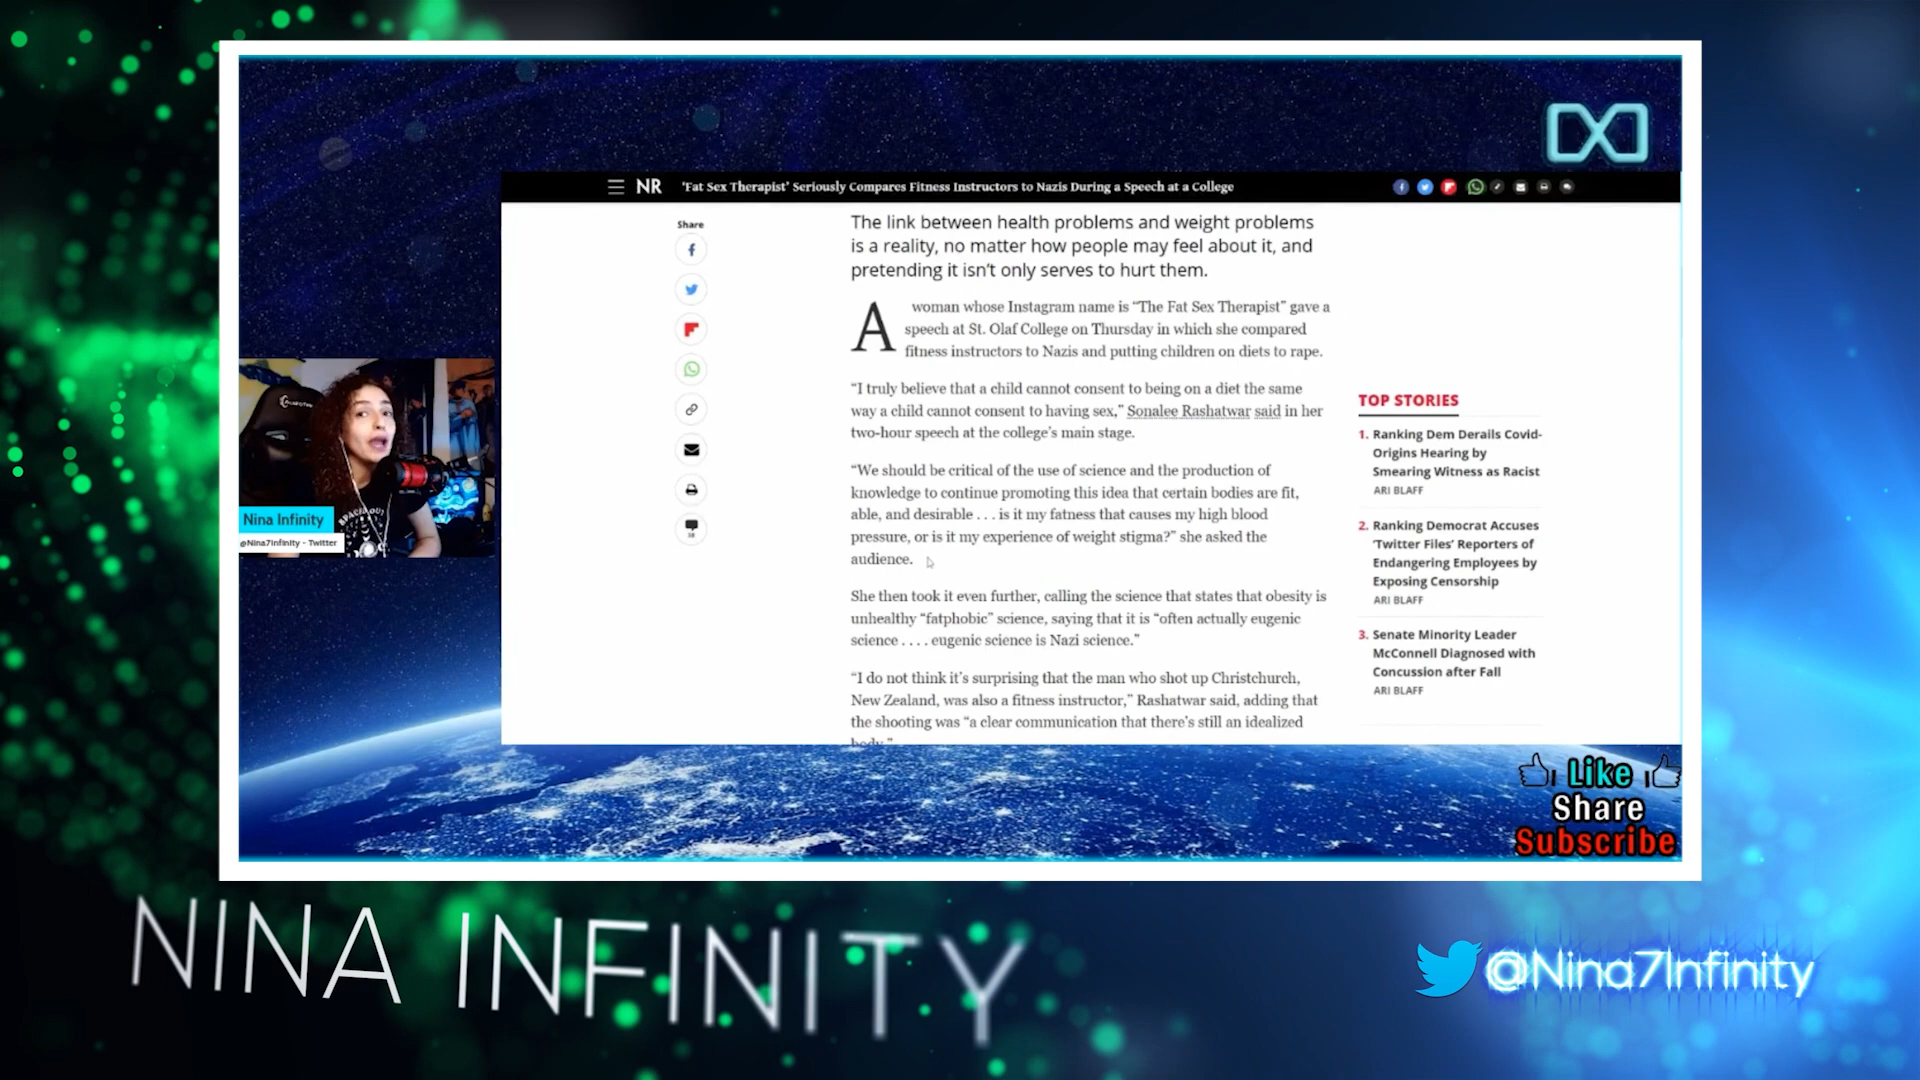 NR
'Fat Sex Therapist' Seriously Compares Fitness Instructors to Nazis During a Speech at a College
Share
38
The link between health problems and weight problems
is a reality, no matter how people may feel about it, and
pretending it isn't only serves to hurt them.
A woman whose Instagram name is “The Fat Sex Therapist” gave a
speech at St. Olaf College on Thursday in which she compared
fitness instructors to Nazis and putting children on diets to rape.
“I truly believe that a child cannot consent to being on a diet the same
way a child cannot consent to having sex,” Sonalee Rashatwar said in her
two-hour speech at the college's main stage.
“We should be critical of the use of science and the production of
knowledge to continue promoting this idea that certain bodies are fit,
able, and desirable . . . is it my fatness that causes my high blood
pressure, or is it my experience of weight stigma?” she asked the
audience.
She then took it even further, calling the science that states that obesity is
unhealthy “fatphobic” science, saying that it is “often actually eugenic
science . . . . eugenic science is Nazi science.”
“I do not think it's surprising that the man who shot up Christchurch,
New Zealand, was also a fitness instructor,” Rashatwar said, adding that
the shooting was “a clear communication that there's still an idealized
body.”
TOP STORIES
1. Ranking Dem Derails Covid-
Origins Hearing by
Smearing Witness as Racist
ARI BLAFF
2. Ranking Democrat Accuses
'Twitter Files' Reporters of
Endangering Employees by
Exposing Censorship
ARI BLAFF
3. Senate Minority Leader
McConnell Diagnosed with
Concussion after Fall
ARI BLAFF
SPACED OUT
Nina Infinity
@Nina7Infinity - Twitter
Like
Share
Subscribe
NINA INFINITY
@Nina7Infinity